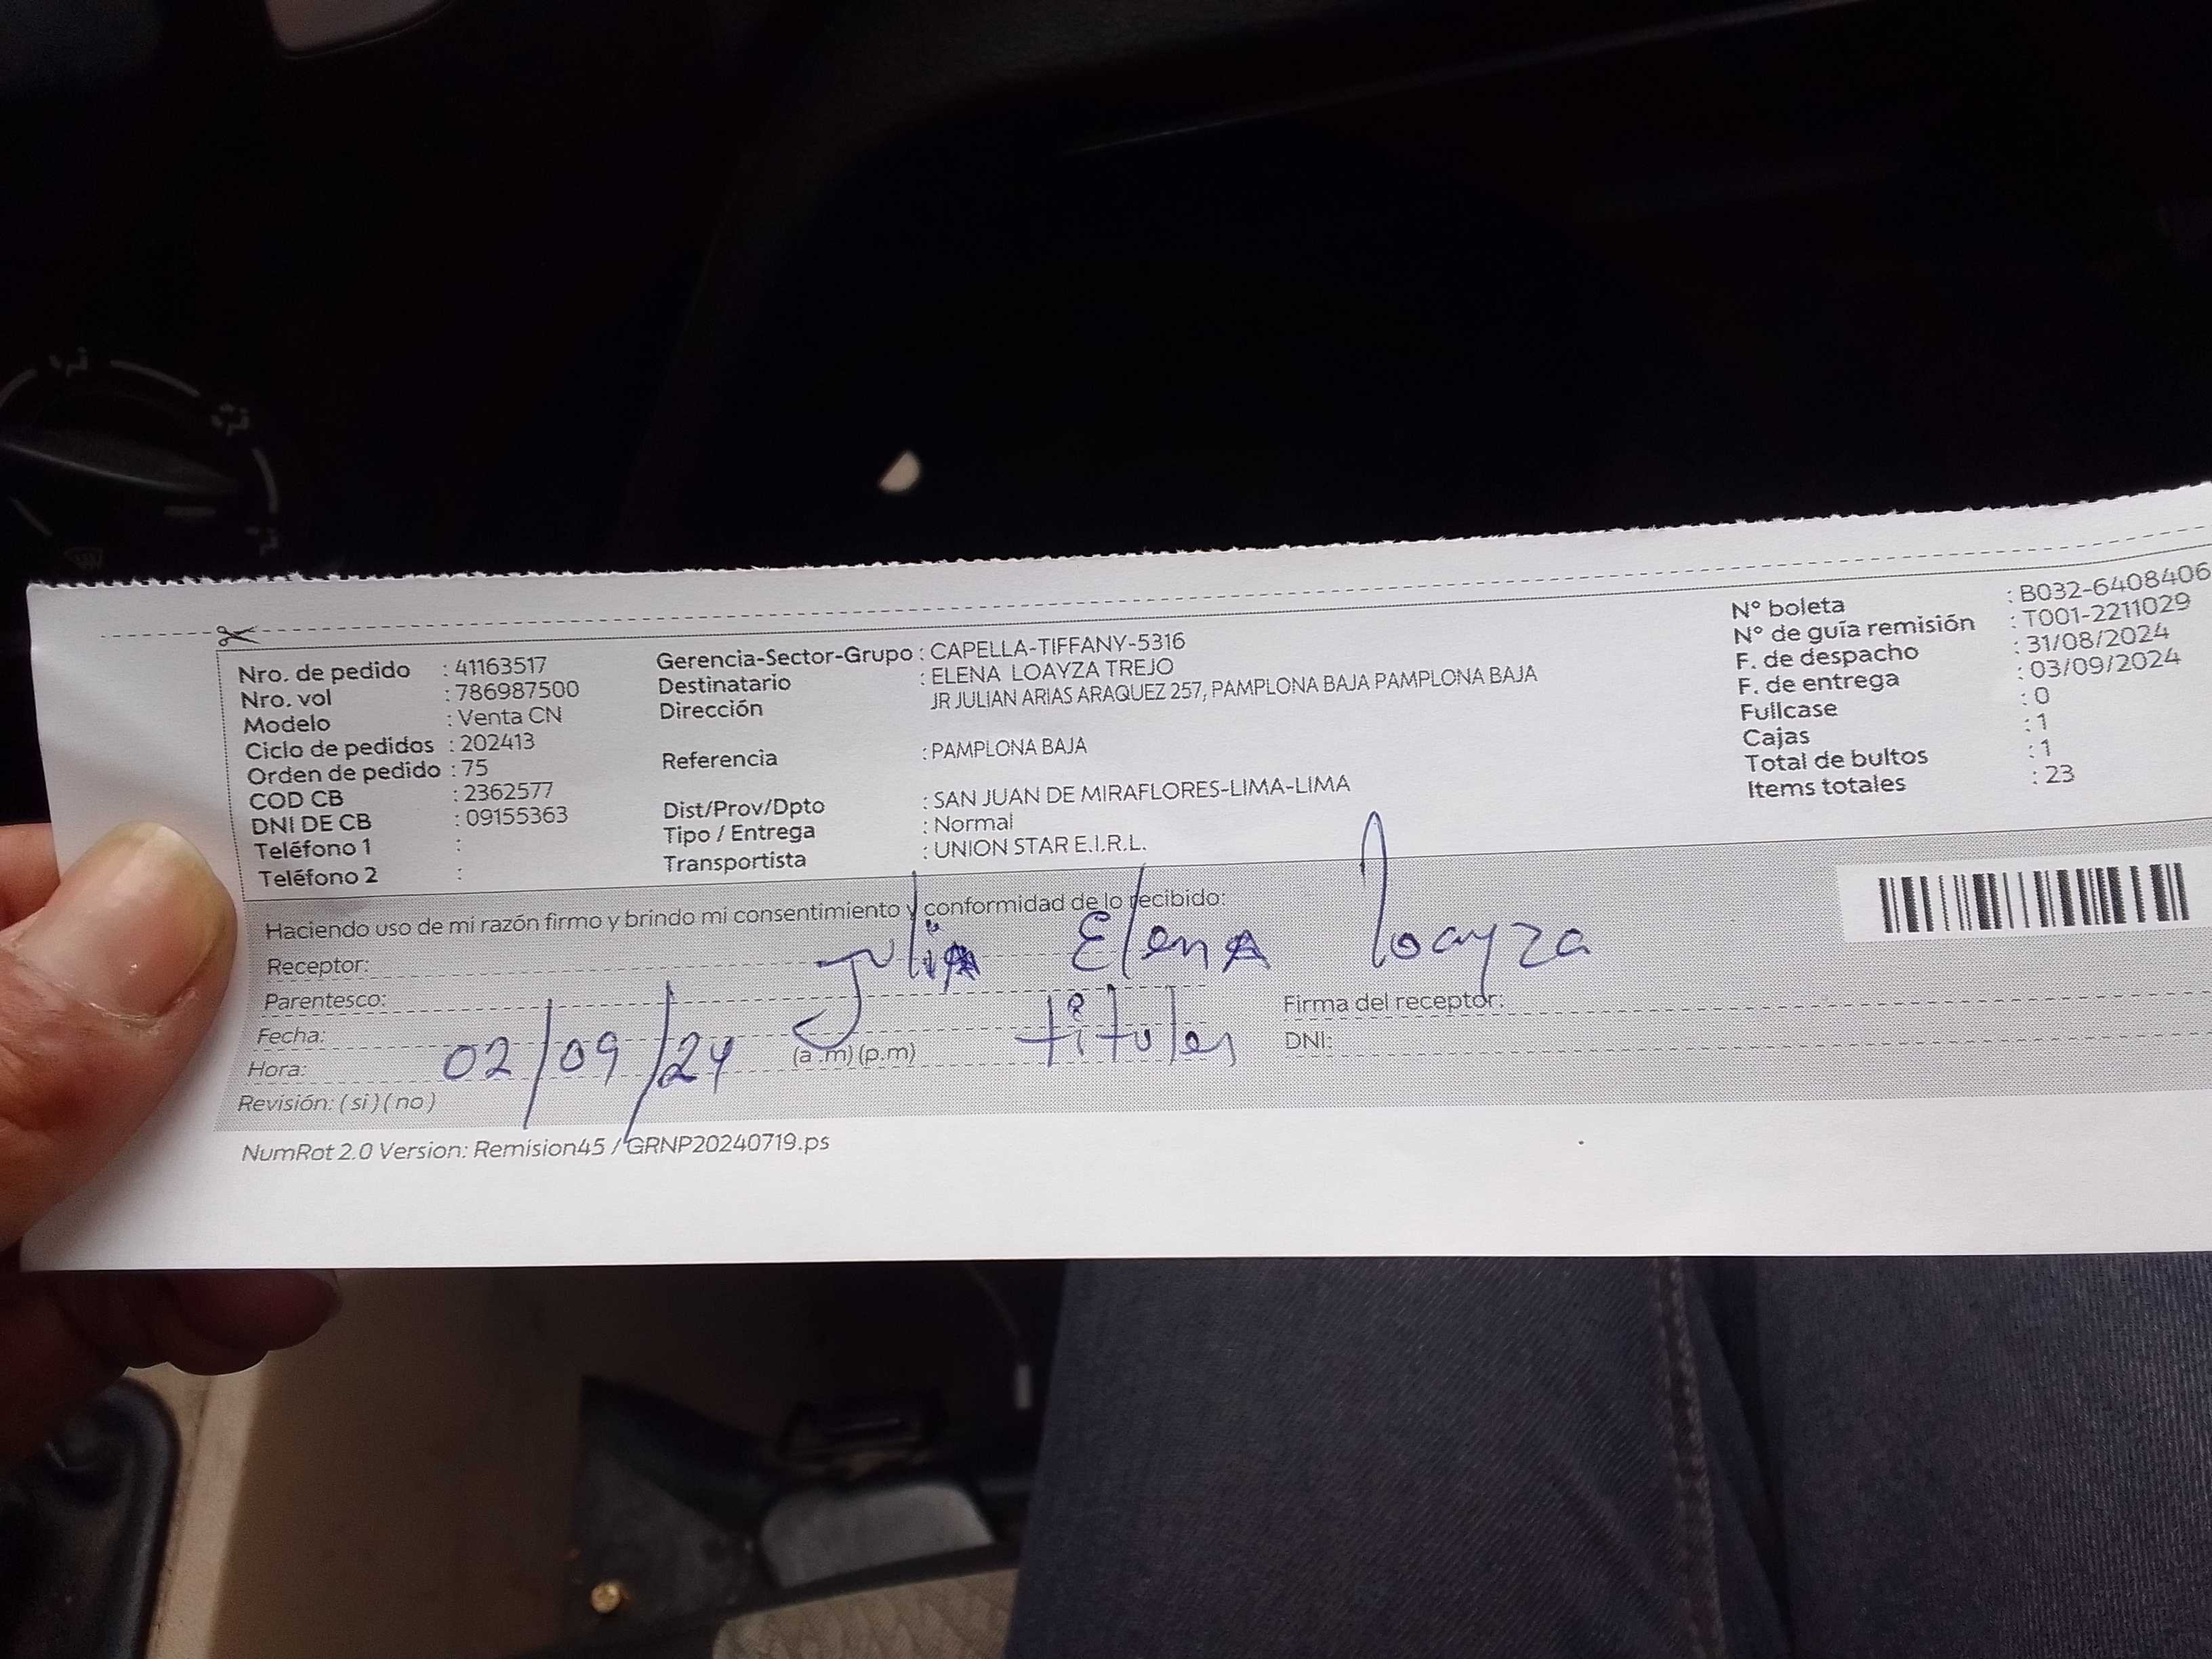 Nro. de pedido : 41163517
Nro. vol : 786987500
Modelo : Venta CN
Ciclo de pedidos : 202413
Orden de pedido : 75
COD CB : 2362577
DNI DE CB : 09155363
Teléfono 1 :
Teléfono 2 :
Gerencia-Sector-Grupo : CAPELLA-TIFFANY-5316
Destinatario : ELENA LOAYZA TREJO
Dirección JR JULIAN ARIAS ARAQUEZ 257, PAMPLONA BAJA PAMPLONA BAJA
Referencia : PAMPLONA BAJA
Dist/Prov/Dpto : SAN JUAN DE MIRAFLORES-LIMA-LIMA
Tipo / Entrega : Normal
Transportista : UNION STAR E.I.R.L.
N° boleta : B032-6408406
N° de guía remisión : T001-2211029
F. de despacho : 31/08/2024
F. de entrega : 03/09/2024
Fullcase : 0
Cajas : 1
Total de bultos : 1
Items totales : 23
Haciendo uso de mi razón firmo y brindo mi consentimiento y conformidad de lo recibido:
Receptor: Julia Elena loayza
Parentesco:
Firma del receptor:
Fecha: 02/09/24
DNI:
Hora: (a.m) (p.m)
Revisión: (si) (no)
NumRot 2.0 Version: Remision45 / GRNP20240719.ps